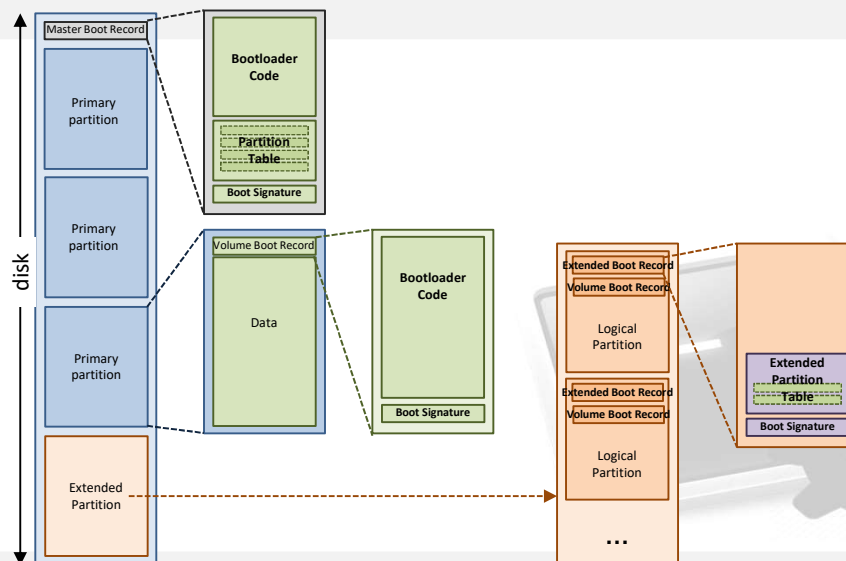 disk
Master Boot Record
Primary
partition
Primary
partition
Primary
partition
Extended
Partition
Bootloader
Code
Partition
Table
Boot Signature
Volume Boot Record
Data
Bootloader
Code
Boot Signature
Extended Boot Record
Volume Boot Record
Logical
Partition
Extended Boot Record
Volume Boot Record
Logical
Partition
...
Extended
Partition
Table
Boot Signature